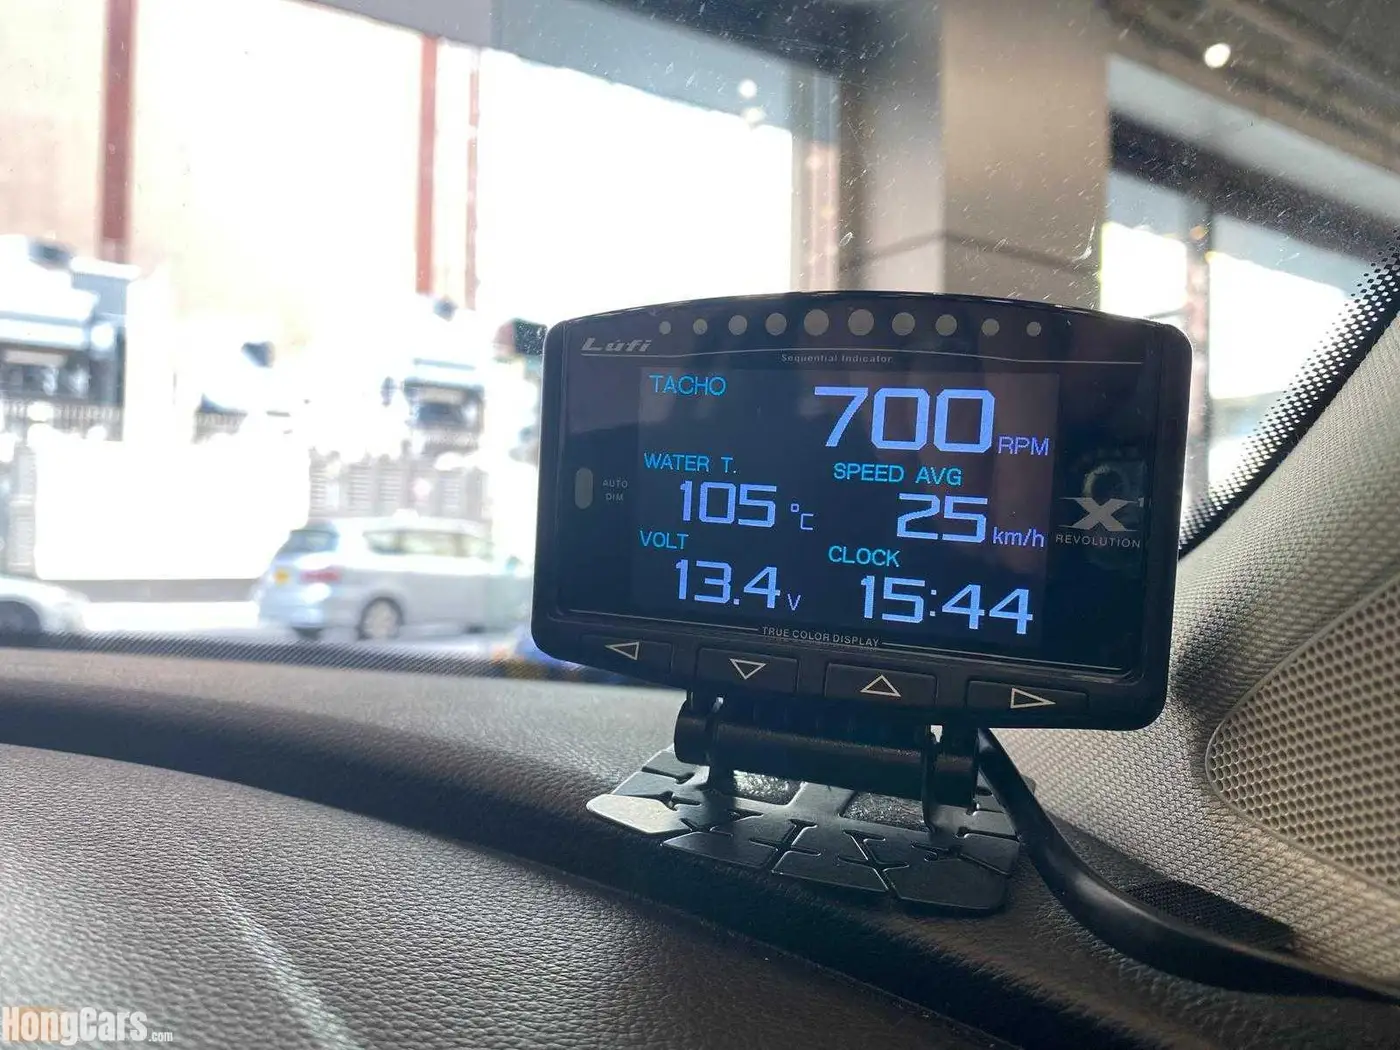 Lufi
Sequential Indicator
TACHO
700 RPM
WATER T.
105 °C
SPEED AVG
25 km/h
AUTO
DIM
X
REVOLUTION
VOLT
13.4 V
CLOCK
15:44
TRUE COLOR DISPLAY
HongCars.com